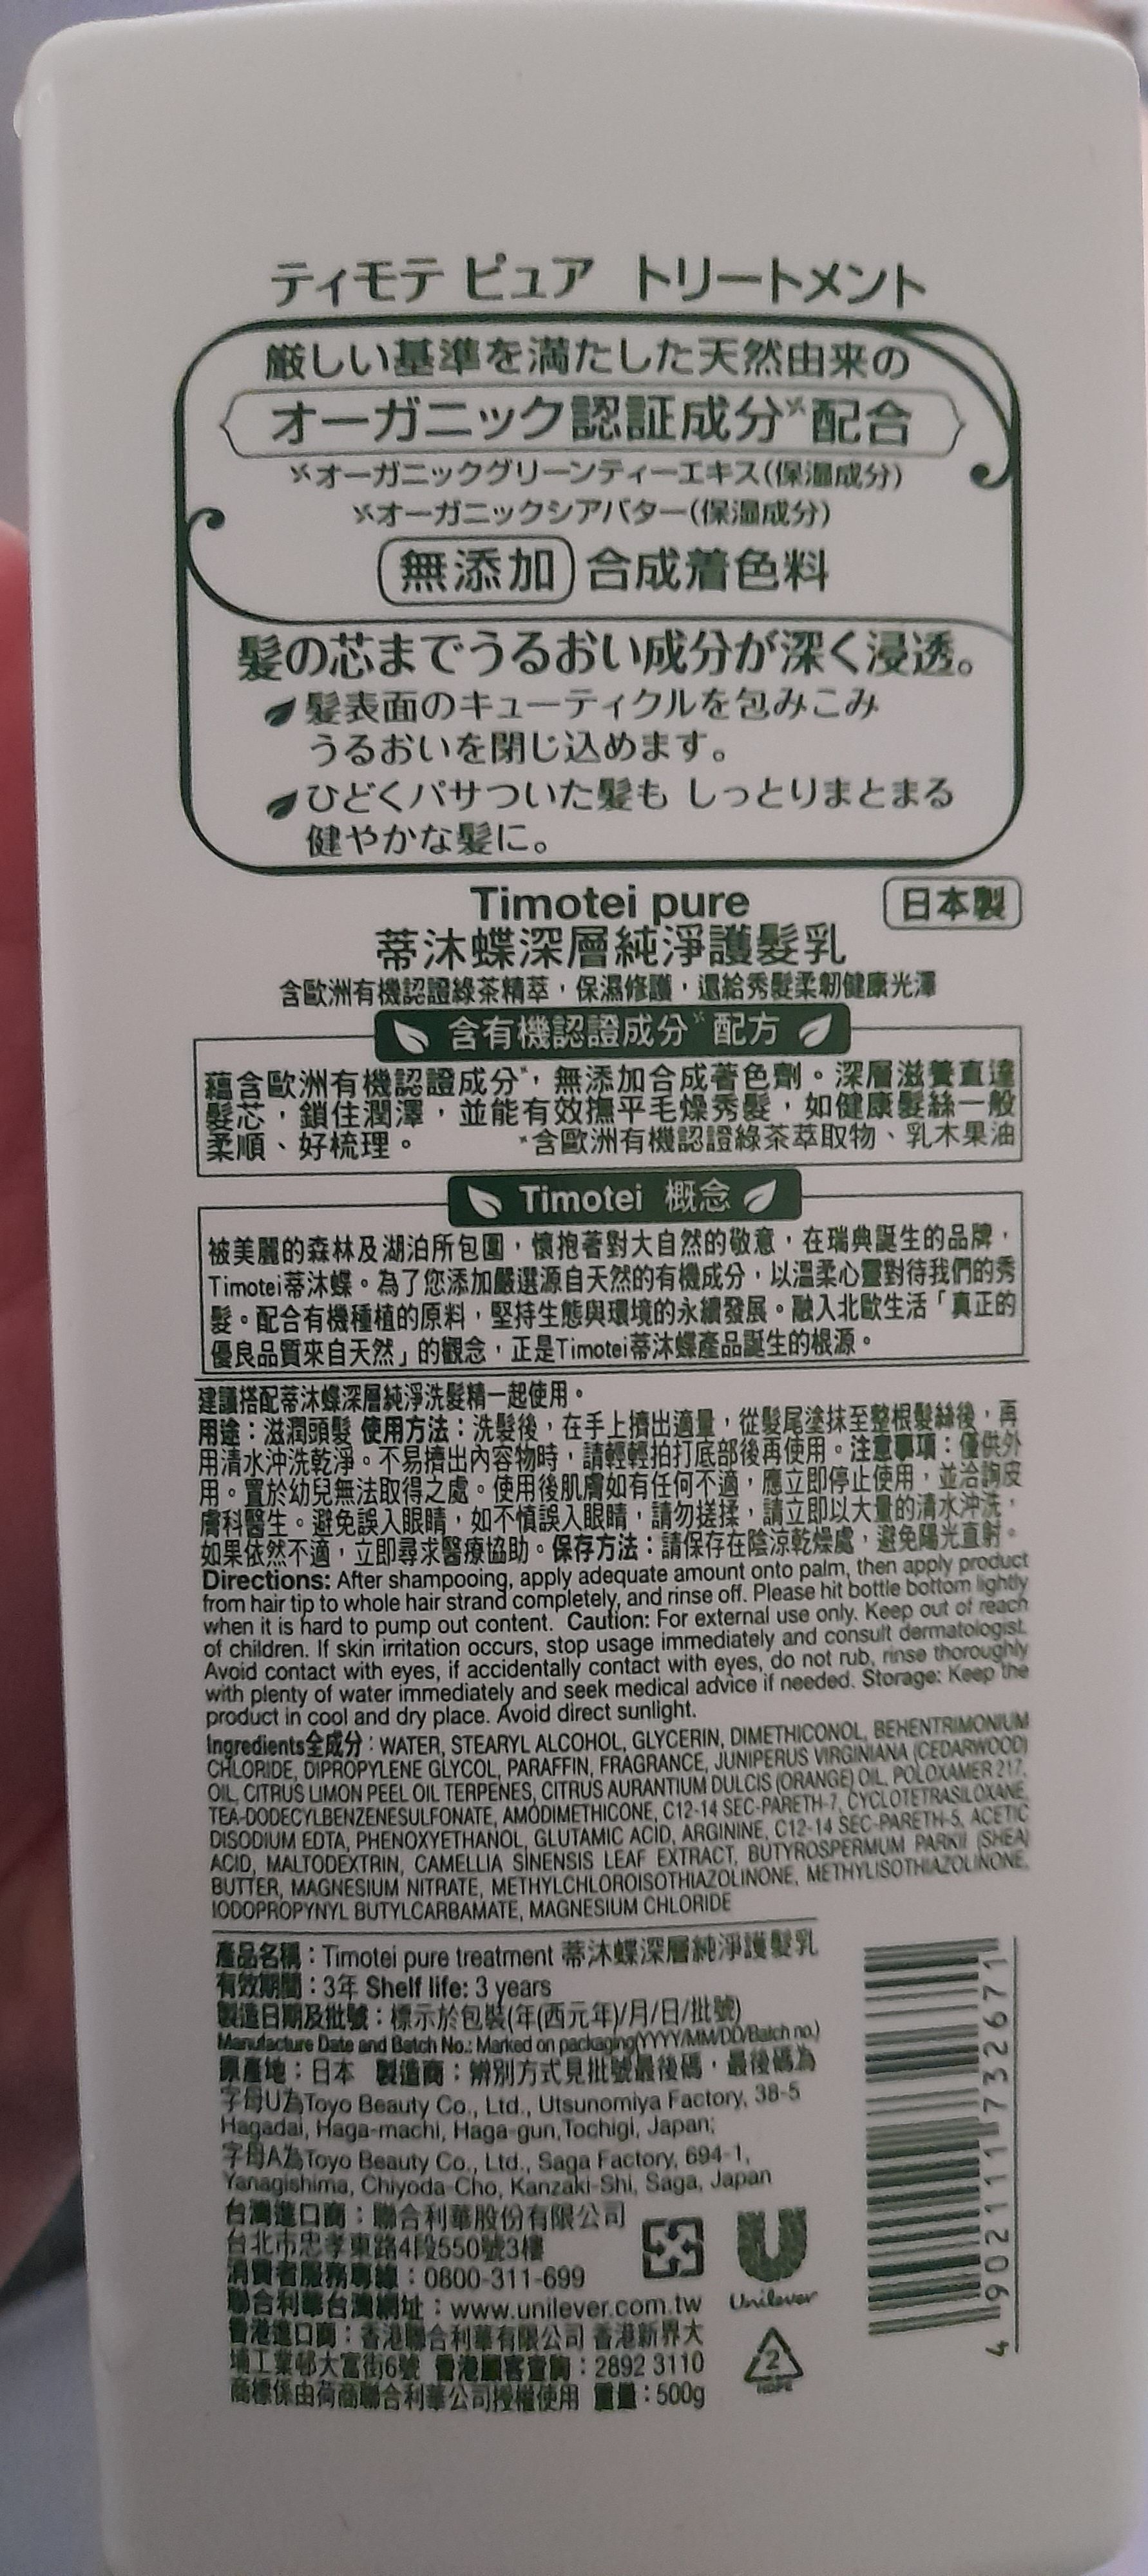 ティモテ ピュア トリートメント
厳しい基準を満たした天然由来の
オーガニック認証成分※配合
※オーガニックグリーンティーエキス(保湿成分)
※オーガニックシアバター(保湿成分)
無添加 合成着色料
髪の芯までうるおい成分が深く浸透。
髪表面のキューティクルを包みこみ
うるおいを閉じ込めます。
ひどくパサついた髪も しっとりまとまる
健やかな髪に。
Timotei pure
日本製
蒂沐蝶深層純淨護髮乳
含歐洲有機認證綠茶精萃，保濕修護，還給秀髮柔韌健康光澤
含有機認證成分※配方
蘊含歐洲有機認證成分※，無添加合成著色劑。深層滋養直達
髮芯，鎖住潤澤，並能有效撫平毛燥秀髮，如健康髮絲一般
柔順、好梳理。 ※含歐洲有機認證綠茶萃取物、乳木果油
Timotei 概念
被美麗的森林及湖泊所包圍，懷抱著對大自然的敬意，在瑞典誕生的品牌，
Timotei蒂沐蝶。為了您添加嚴選源自天然的有機成分，以溫柔心靈對待我們的秀
髮。配合有機種植的原料，堅持生態與環境的永續發展。融入北歐生活「真正的
優良品質來自天然」的觀念，正是Timotei蒂沐蝶產品誕生的根源。
建議搭配蒂沐蝶深層純淨洗髮精一起使用。
用途：滋潤頭髮 使用方法：洗髮後，在手上擠出適量，從髮尾塗抹至整根髮絲後，再
用清水沖洗乾淨。不易擠出內容物時，請輕輕拍打底部後再使用。注意事項：僅供外
用。置於幼兒無法取得之處。使用後肌膚如有任何不適，應立即停止使用，並洽詢皮
膚科醫生。避免誤入眼睛，如不慎誤入眼睛，請勿搓揉，請立即以大量的清水沖洗，
如果依然不適，立即尋求醫療協助。保存方法：請保存在陰涼乾燥處，避免陽光直射。
Directions: After shampooing, apply adequate amount onto palm, then apply product
from hair tip to whole hair strand completely, and rinse off. Please hit bottle bottom lightly
when it is hard to pump out content. Caution: For external use only. Keep out of reach
of children. If skin irritation occurs, stop usage immediately and consult dermatologist.
Avoid contact with eyes, if accidentally contact with eyes, do not rub, rinse thoroughly
with plenty of water immediately and seek medical advice if needed. Storage: Keep the
product in cool and dry place. Avoid direct sunlight.
Ingredients全成分：WATER, STEARYL ALCOHOL, GLYCERIN, DIMETHICONOL, BEHENTRIMONIUM
CHLORIDE, DIPROPYLENE GLYCOL, PARAFFIN, FRAGRANCE, JUNIPERUS VIRGINIANA (CEDARWOOD)
OIL, CITRUS LIMON PEEL OIL TERPENES, CITRUS AURANTIUM DULCIS (ORANGE) OIL, POLOXAMER 217,
TEA-DODECYLBENZENESULFONATE, AMODIMETHICONE, C12-14 SEC-PARETH-7, CYCLOTETRASILOXANE,
DISODIUM EDTA, PHENOXYETHANOL, GLUTAMIC ACID, ARGININE, C12-14 SEC-PARETH-5, ACETIC
ACID, MALTODEXTRIN, CAMELLIA SINENSIS LEAF EXTRACT, BUTYROSPERMUM PARKII (SHEA)
BUTTER, MAGNESIUM NITRATE, METHYLCHLOROISOTHIAZOLINONE, METHYLISOTHIAZOLINONE,
IODOPROPYNYL BUTYLCARBAMATE, MAGNESIUM CHLORIDE
產品名稱：Timotei pure treatment 蒂沐蝶深層純淨護髮乳
有效期間：3年 Shelf life: 3 years
製造日期及批號：標示於包裝(年(西元年)/月/日/批號)
Manufacture Date and Batch No.: Marked on packaging(YYYY/MM/DD/Batch no.)
原產地：日本 製造商：辨別方式見批號最後碼，最後碼為
字母U為Toyo Beauty Co., Ltd., Utsunomiya Factory, 38-5
Hagadai, Haga-machi, Haga-gun, Tochigi, Japan;
字母A為Toyo Beauty Co., Ltd., Saga Factory, 694-1,
Yanagishima, Chiyoda-Cho, Kanzaki-Shi, Saga, Japan
台灣進口商：聯合利華股份有限公司
台北市忠孝東路4段550號3樓
消費者服務專線：0800-311-699
聯合利華台灣網址：www.unilever.com.tw
香港進口商：香港聯合利華有限公司 香港新界大
埔工業邨大富街6號 香港顧客查詢：2892 3110
商標係由荷商聯合利華公司授權使用 重量：500g
Unilever
2
HDPE
4 902111 732671